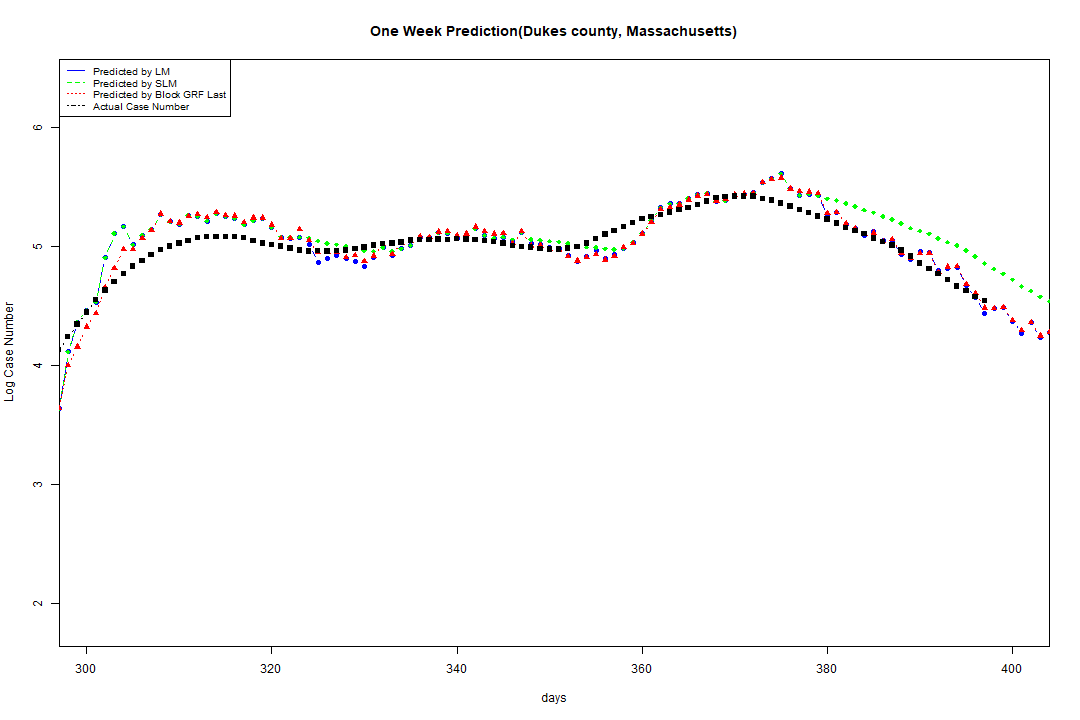 One Week Prediction(Dukes county, Massachusetts)
Predicted by LM
Predicted by SLM
Predicted by Block GRF Last
Actual Case Number
6
5
4
3
2
Log Case Number
300 320 340 360 380 400
days